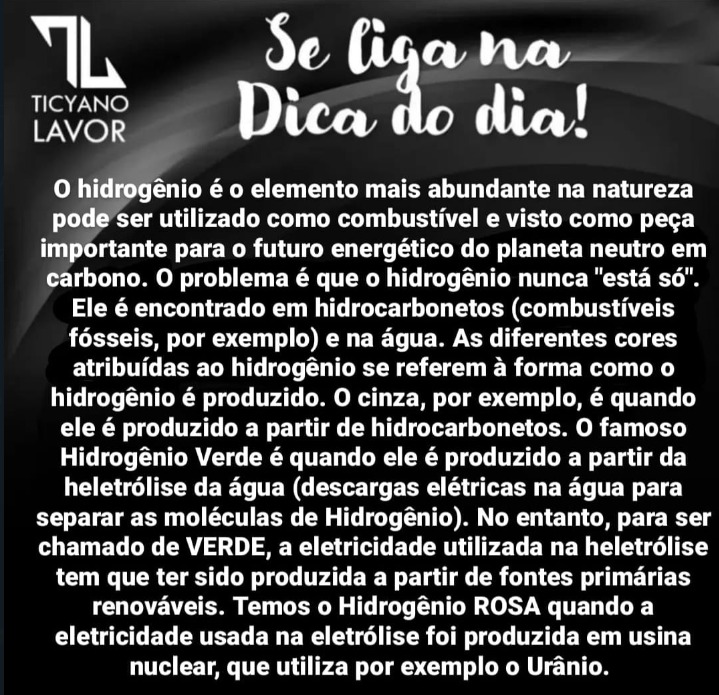 TICYANO
LAVOR
Se liga na
Dica do dia!
O hidrogênio é o elemento mais abundante na natureza
pode ser utilizado como combustível e visto como peça
importante para o futuro energético do planeta neutro em
carbono. O problema é que o hidrogênio nunca "está só".
Ele é encontrado em hidrocarbonetos (combustíveis
fósseis, por exemplo) e na água. As diferentes cores
atribuídas ao hidrogênio se referem à forma como o
hidrogênio é produzido. O cinza, por exemplo, é quando
ele é produzido a partir de hidrocarbonetos. O famoso
Hidrogênio Verde é quando ele é produzido a partir da
heletrólise da água (descargas elétricas na água para
separar as moléculas de Hidrogênio). No entanto, para ser
chamado de VERDE, a eletricidade utilizada na heletrólise
tem que ter sido produzida a partir de fontes primárias
renováveis. Temos o Hidrogênio ROSA quando a
eletricidade usada na eletrólise foi produzida em usina
nuclear, que utiliza por exemplo o Urânio.